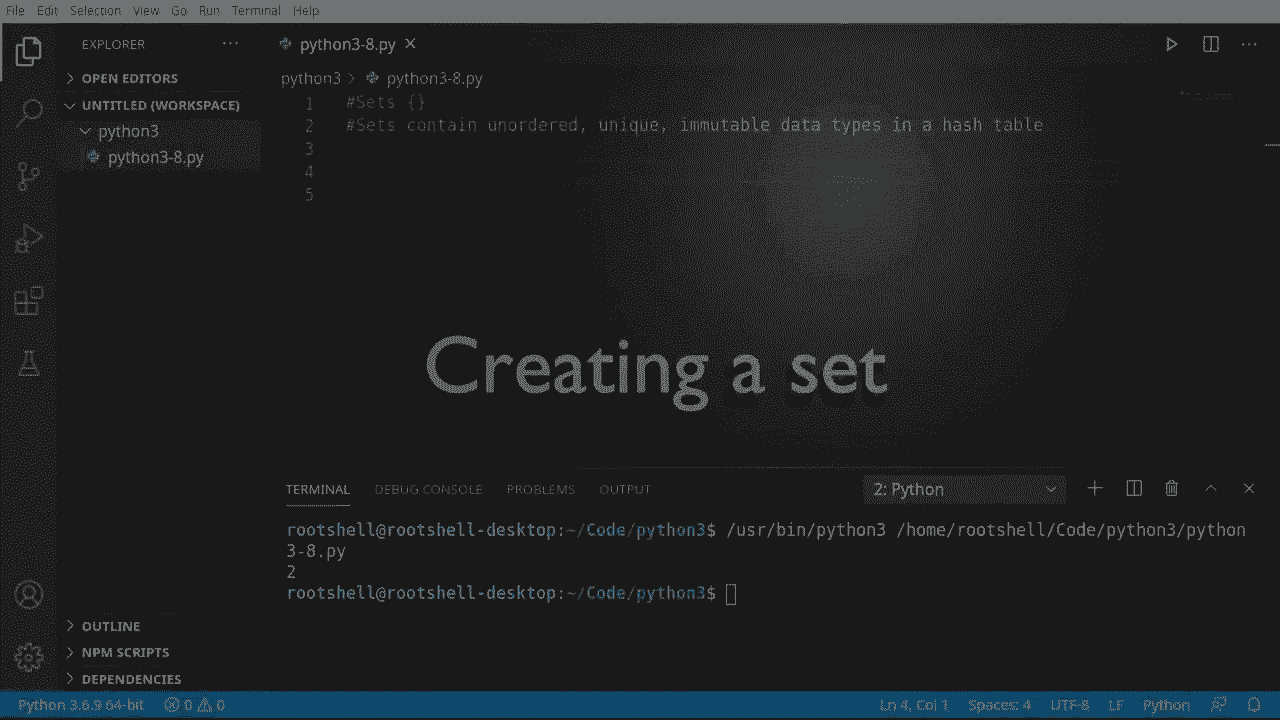 File Edit Selection View Go Run Terminal Help
EXPLORER ··· python3-8.py
OPEN EDITORS
python3 > python3-8.py
UNTITLED (WORKSPACE)
python3
python3-8.py
1 #Sets {}
2 #Sets contain unordered, unique, immutable data types in a hash table
3
4
5
Creating a set
TERMINAL DEBUG CONSOLE PROBLEMS OUTPUT 2: Python
rootshell@rootshell-desktop:~/Code/python3$ /usr/bin/python3 /home/rootshell/Code/python3/python
3-8.py
2
rootshell@rootshell-desktop:~/Code/python3$
OUTLINE
NPM SCRIPTS
DEPENDENCIES
Python 3.6.9 64-bit 0 0 Ln 4, Col 1 Spaces: 4 UTF-8 LF Python